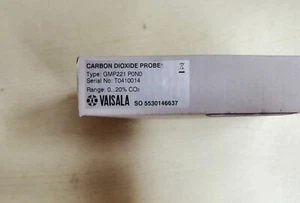 CARBON DIOXIDE PROBE
Type: GMP221 P0N0
Serial No: T0410014
Range: 0...20% CO₂
VAISALA SO 5530146637